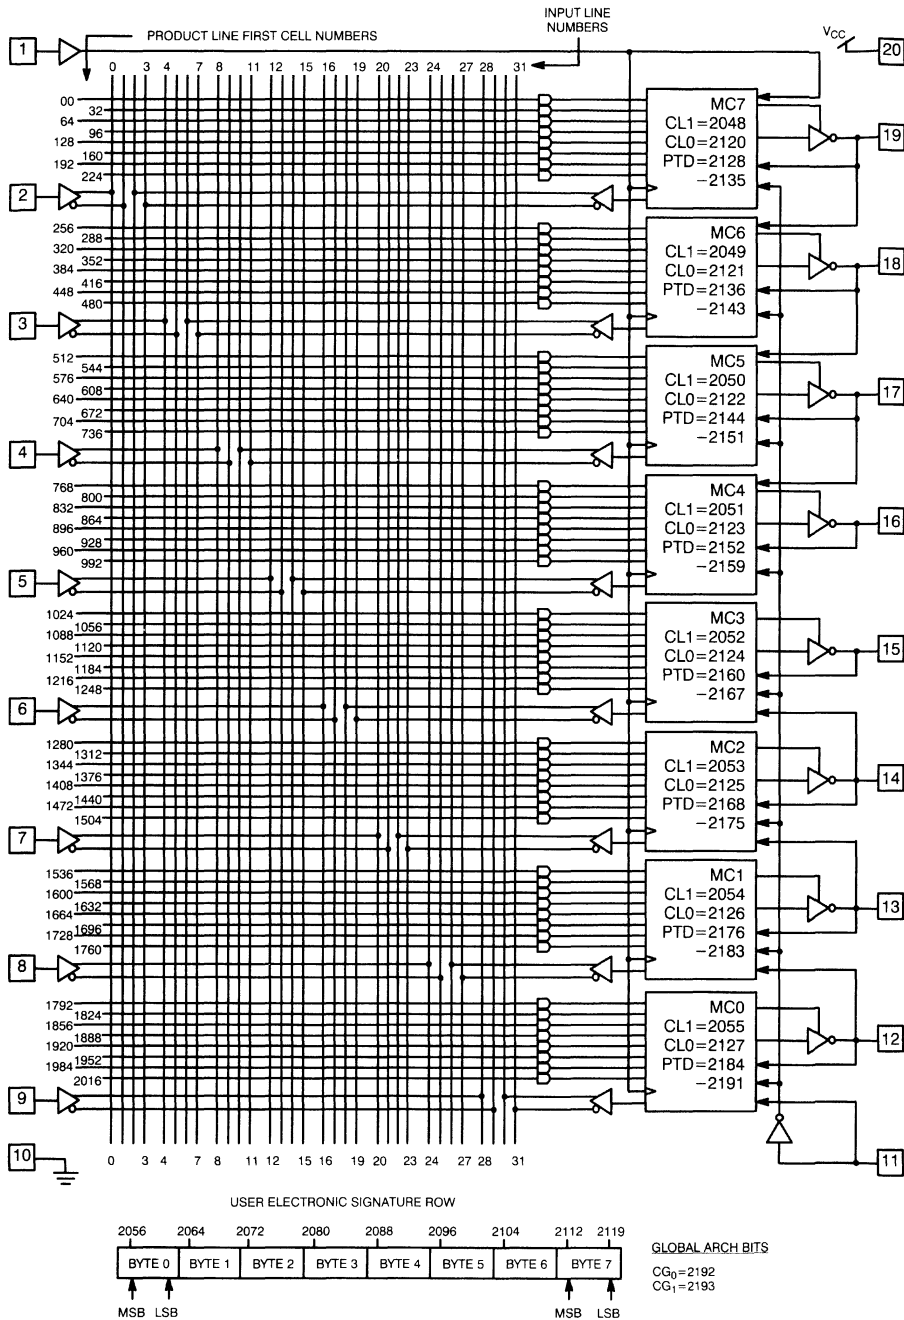 INPUT LINE
NUMBERS
PRODUCT LINE FIRST CELL NUMBERS
1
VCC
20
0 3 4 7 8 11 12 15 16 19 20 23 24 27 28 31
00
32
64
96
128
160
192
224
MC7
CL1=2048
CL0=2120
PTD=2128
-2135
19
2
256
288
320
352
384
416
448
480
MC6
CL1=2049
CL0=2121
PTD=2136
-2143
18
3
512
544
576
608
640
672
704
736
MC5
CL1=2050
CL0=2122
PTD=2144
-2151
17
4
768
800
832
864
896
928
960
992
MC4
CL1=2051
CL0=2123
PTD=2152
-2159
16
5
1024
1056
1088
1120
1152
1184
1216
1248
MC3
CL1=2052
CL0=2124
PTD=2160
-2167
15
6
1280
1312
1344
1376
1408
1440
1472
1504
MC2
CL1=2053
CL0=2125
PTD=2168
-2175
14
7
1536
1568
1600
1632
1664
1696
1728
1760
MC1
CL1=2054
CL0=2126
PTD=2176
-2183
13
8
1792
1824
1856
1888
1920
1952
1984
2016
MC0
CL1=2055
CL0=2127
PTD=2184
-2191
12
9
10
11
0 3 4 7 8 11 12 15 16 19 20 23 24 27 28 31
USER ELECTRONIC SIGNATURE ROW
2056 2064 2072 2080 2088 2096 2104 2112 2119
BYTE 0 BYTE 1 BYTE 2 BYTE 3 BYTE 4 BYTE 5 BYTE 6 BYTE 7
MSB LSB MSB LSB
GLOBAL ARCH BITS
CG0=2192
CG1=2193